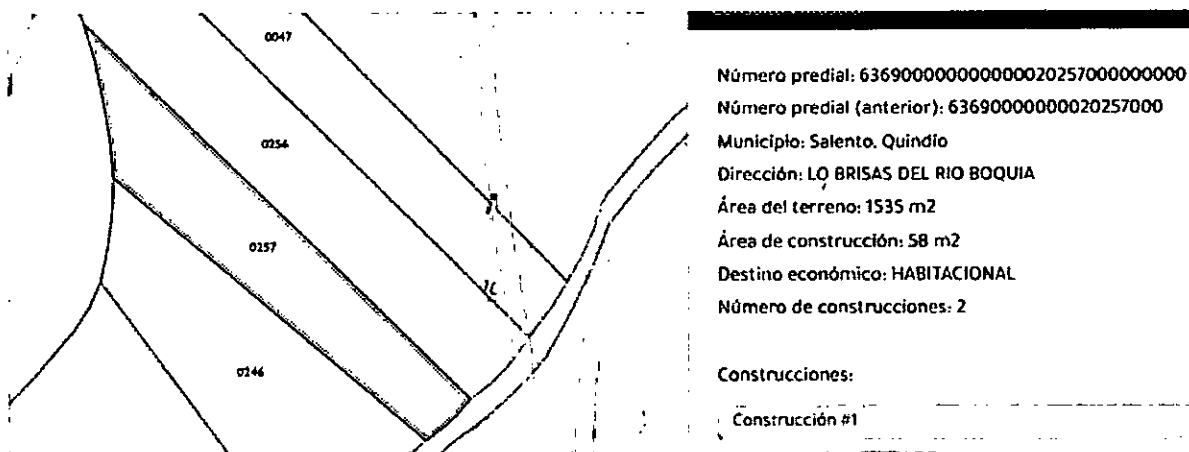 0047
0256
0257
0246
Número predial: 636900000000000020257000000000
Número predial (anterior): 63690000000020257000
Municipio: Salento, Quindío
Dirección: LO BRISAS DEL RIO BOQUIA
Área del terreno: 1535 m2
Área de construcción: 58 m2
Destino económico: HABITACIONAL
Número de construcciones: 2
Construcciones:
Construcción #1